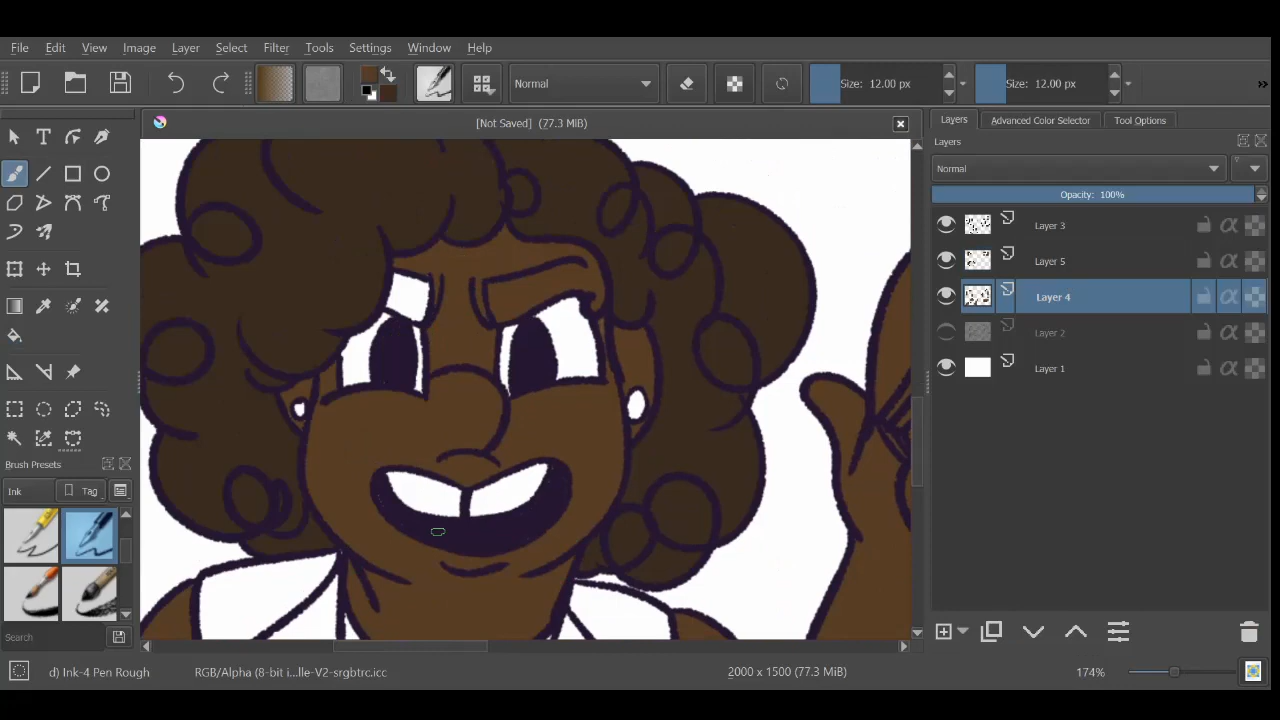 File Edit View Image Layer Select Filter Tools Settings Window Help
Normal Size: 12.00 px Size: 12.00 px »
[Not Saved] (77.3 MiB)
Layers Advanced Color Selector Tool Options
Layers
Normal
Opacity: 100%
Layer 3
Layer 5
Layer 4
Layer 2
Layer 1
Brush Presets
Ink Tag
Search
d) Ink-4 Pen Rough RGB/Alpha (8-bit i...lle-V2-srgbtrc.icc 2000 x 1500 (77.3 MiB) 174%